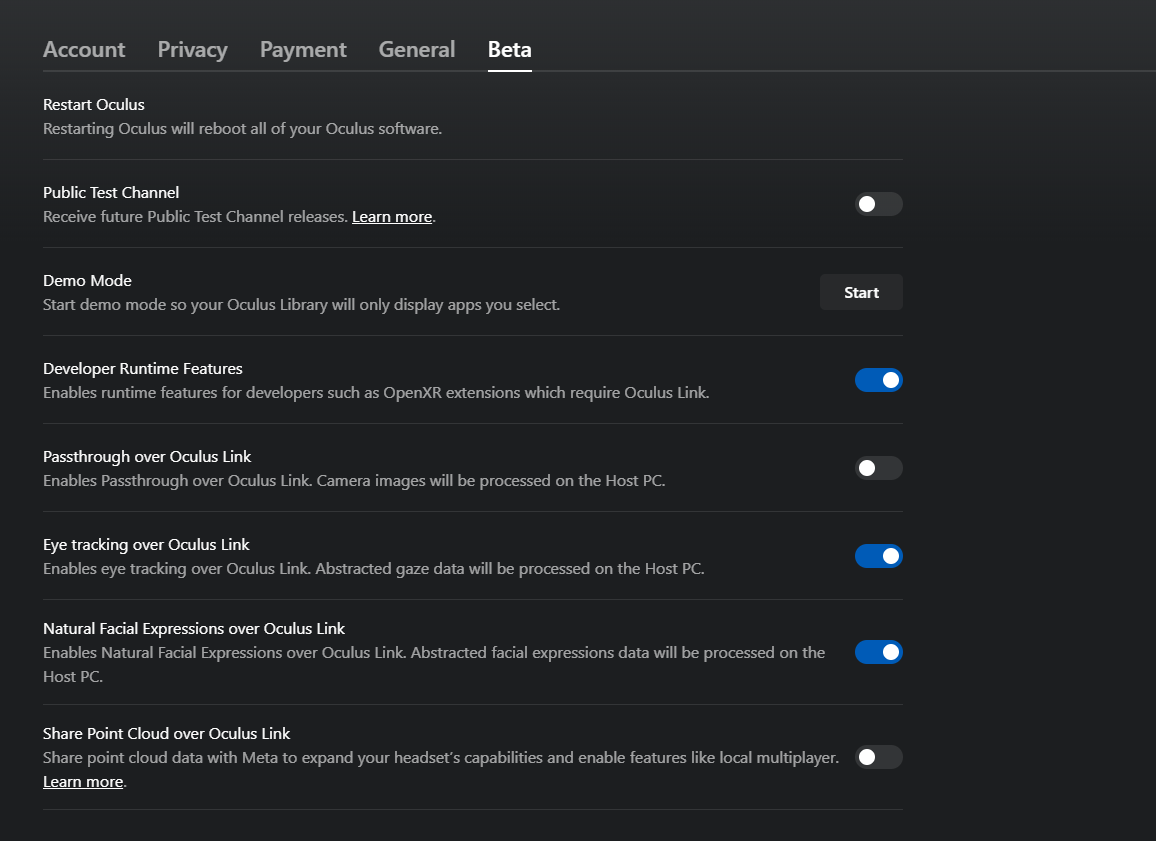 Account Privacy Payment General Beta
Restart Oculus
Restarting Oculus will reboot all of your Oculus software.
Public Test Channel
Receive future Public Test Channel releases. Learn more.
Demo Mode
Start demo mode so your Oculus Library will only display apps you select.
Start
Developer Runtime Features
Enables runtime features for developers such as OpenXR extensions which require Oculus Link.
Passthrough over Oculus Link
Enables Passthrough over Oculus Link. Camera images will be processed on the Host PC.
Eye tracking over Oculus Link
Enables eye tracking over Oculus Link. Abstracted gaze data will be processed on the Host PC.
Natural Facial Expressions over Oculus Link
Enables Natural Facial Expressions over Oculus Link. Abstracted facial expressions data will be processed on the
Host PC.
Share Point Cloud over Oculus Link
Share point cloud data with Meta to expand your headset’s capabilities and enable features like local multiplayer.
Learn more.